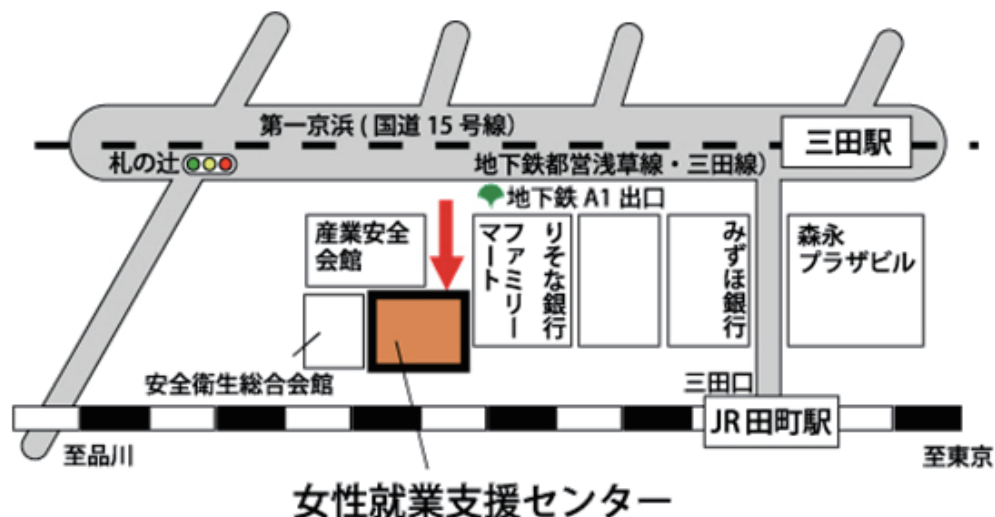 第一京浜 ( 国道 15 号線)
三田駅
札の辻
地下鉄都営浅草線・三田線)
地下鉄 A1 出口
産業安全
会館
ファミリー
マート
りそな銀行
みずほ銀行
森永
プラザビル
安全衛生総合会館
三田口
JR 田町駅
至品川
至東京
女性就業支援センター